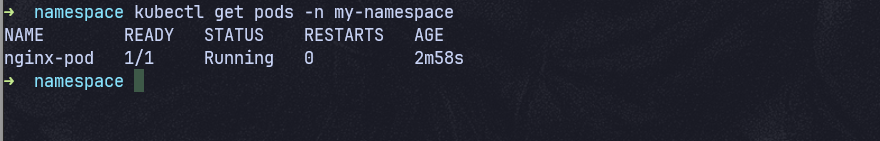 ➜ namespace kubectl get pods -n my-namespace
NAME        READY   STATUS    RESTARTS   AGE
nginx-pod   1/1     Running   0          2m58s
➜ namespace